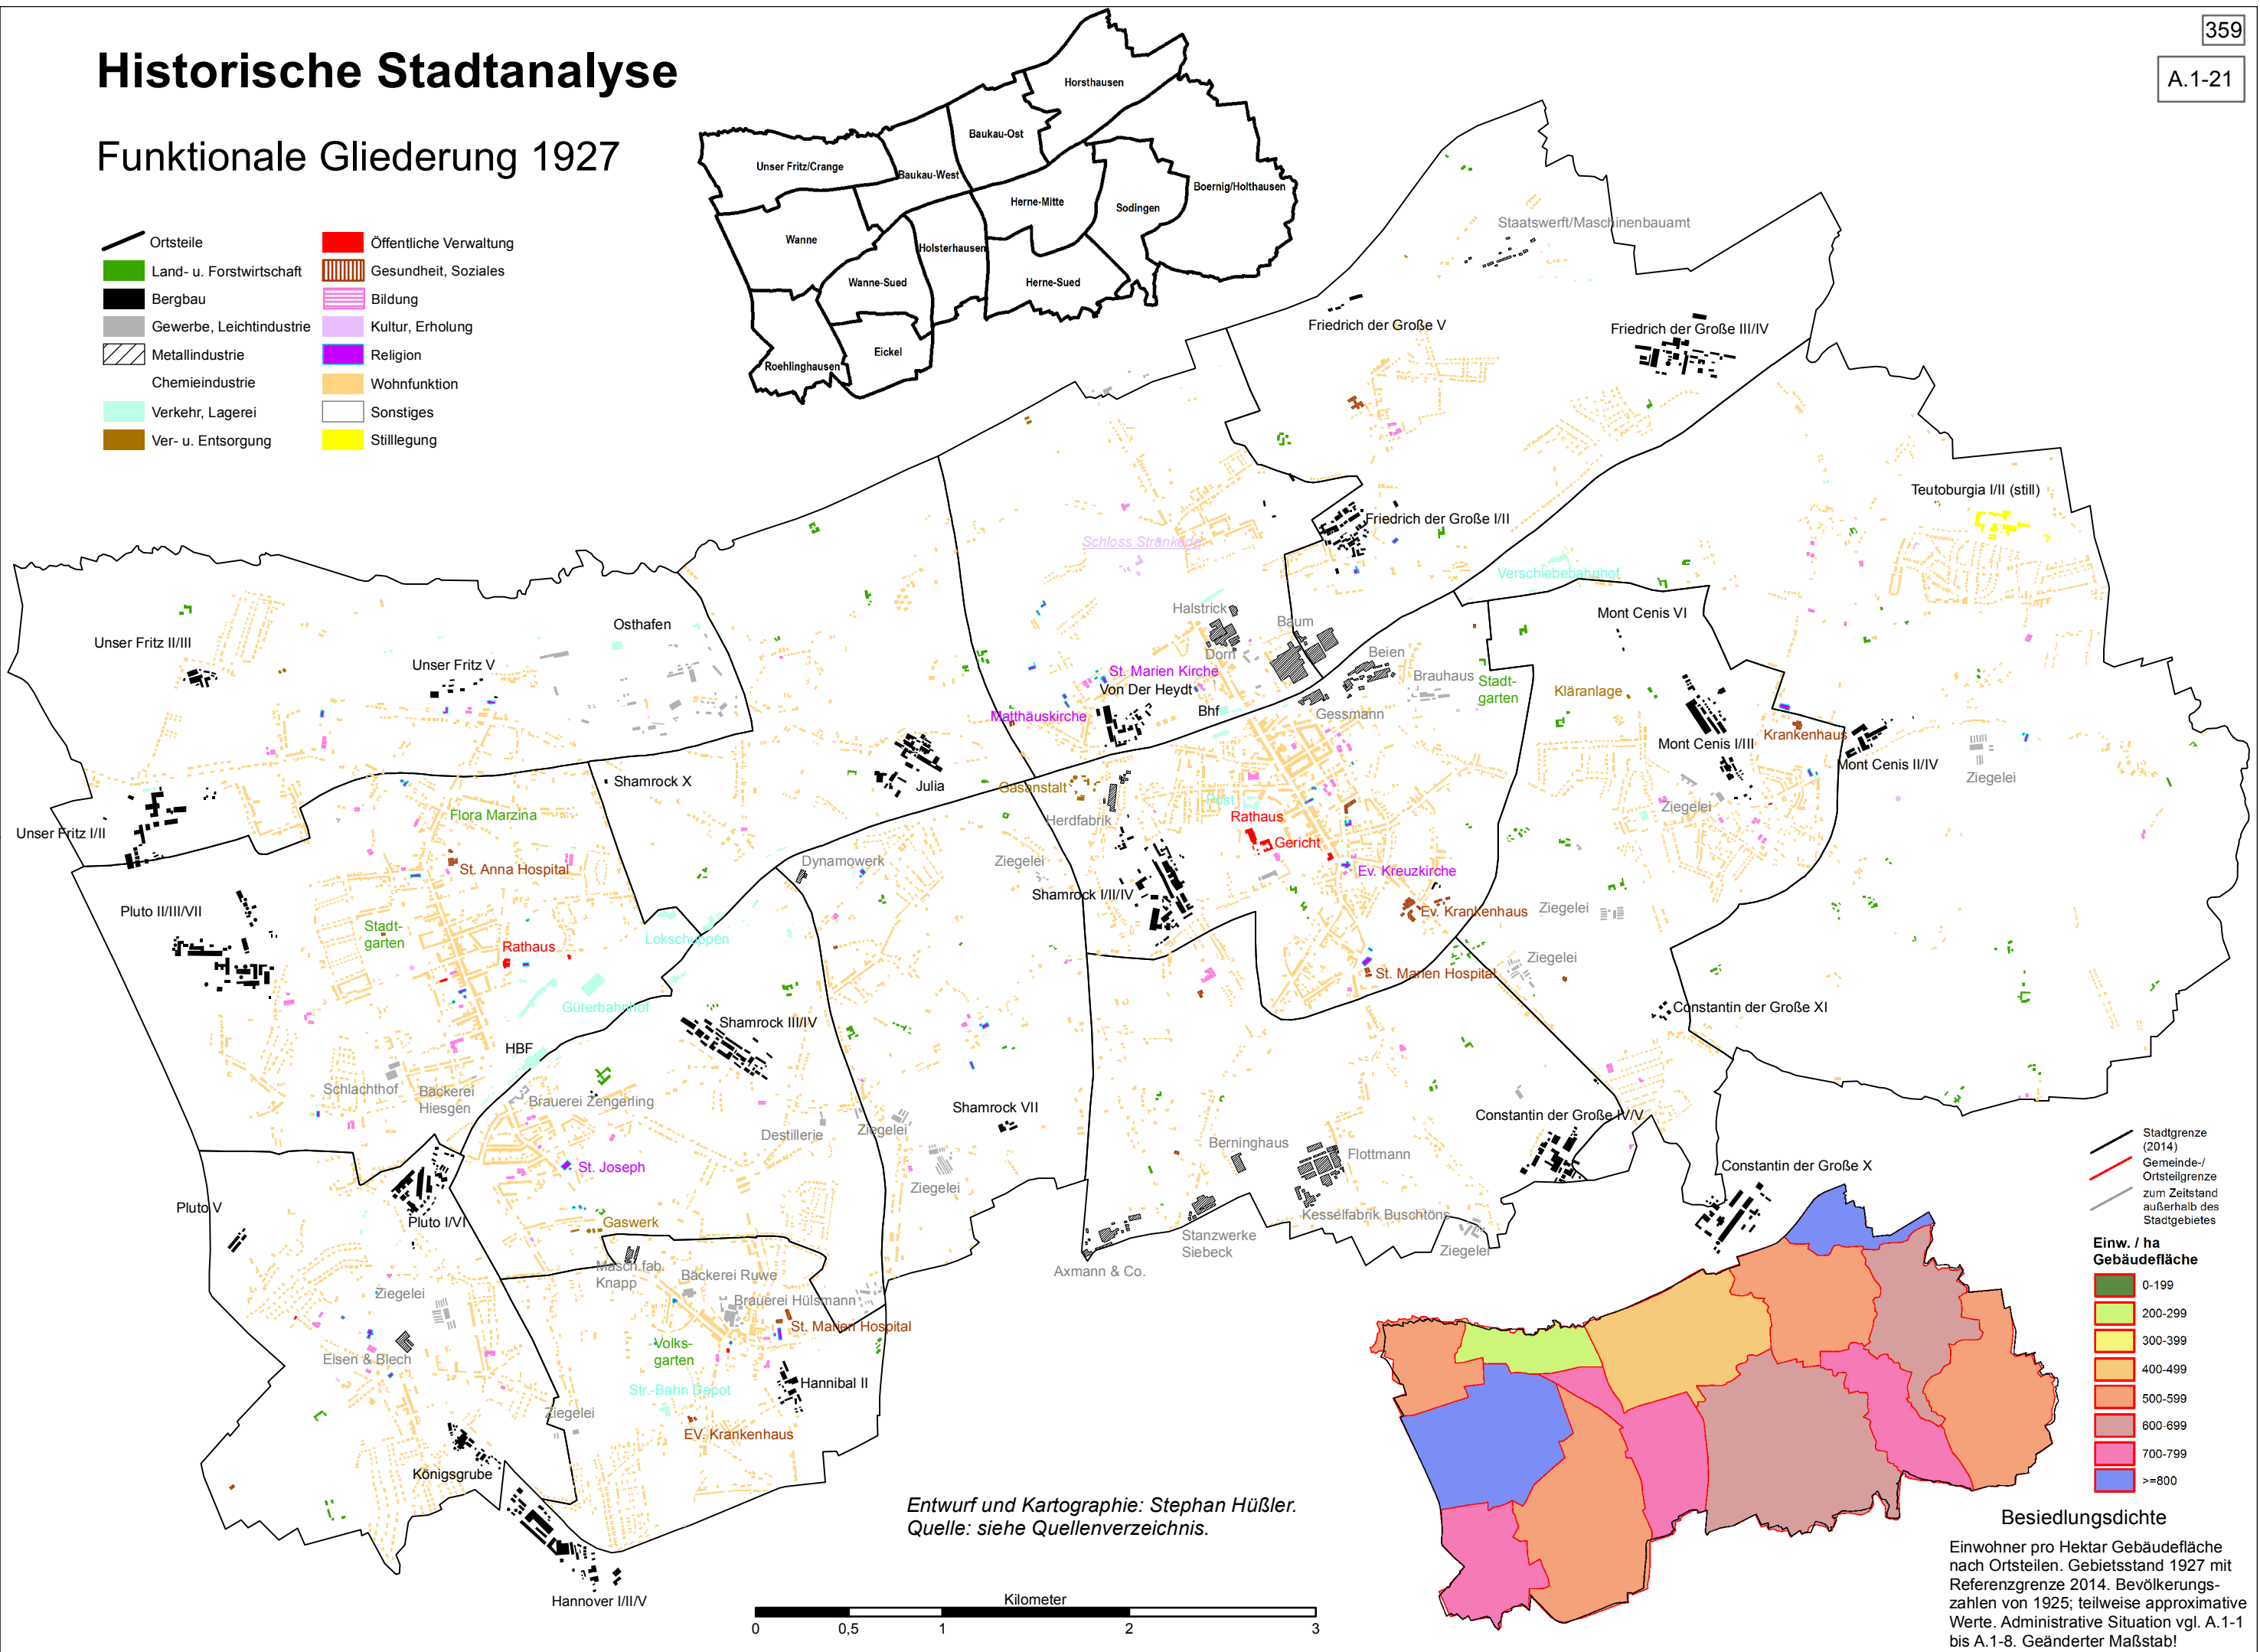 359
A.1-21
Historische Stadtanalyse
Funktionale Gliederung 1927
Ortsteile
Land- u. Forstwirtschaft
Bergbau
Gewerbe, Leichtindustrie
Metallindustrie
Chemieindustrie
Verkehr, Lagerei
Ver- u. Entsorgung
Öffentliche Verwaltung
Gesundheit, Soziales
Bildung
Kultur, Erholung
Religion
Wohnfunktion
Sonstiges
Stilllegung
Horsthausen
Baukau-Ost
Unser Fritz/Crange
Baukau-West
Boernig/Holthausen
Herne-Mitte
Sodingen
Wanne
Holsterhausen
Wanne-Sued
Herne-Sued
Eickel
Roehlinghausen
Staatswerft/Maschinenbauamt
Friedrich der Große V
Friedrich der Große III/IV
Teutoburgia I/II (still)
Friedrich der Große I/II
Schloss Strünkede
Verschiebebahnhof
Halstrick
Baum
Dorn
Beien
Brauhaus
Stadt-
garten
Gessmann
Mont Cenis VI
Kläranlage
Krankenhaus
Mont Cenis I/III
Mont Cenis II/IV
Ziegelei
Ziegelei
Osthafen
Unser Fritz II/III
Unser Fritz V
St. Marien Kirche
Von Der Heydt
Matthäuskirche
Bhf
Shamrock X
Julia
Gasanstalt
Herdfabrik
Post
Rathaus
Gericht
Unser Fritz I/II
Flora Marzina
St. Anna Hospital
Dynamowerk
Ziegelei
Shamrock I/II/IV
Ev. Kreuzkirche
Ev. Krankenhaus
Ziegelei
Ziegelei
St. Marien Hospital
Pluto II/III/VII
Stadt-
garten
Rathaus
Lokschuppen
Güterbahnhof
Shamrock III/IV
Constantin der Große XI
HBF
Schlachthof
Bäckerei
Hiesgen
Brauerei Zengerling
Destillerie
Ziegelei
Shamrock VII
Constantin der Große IV/V
Berninghaus
Flottmann
St. Joseph
Ziegelei
Constantin der Große X
Pluto V
Pluto I/VI
Gaswerk
Kesselfabrik Buschtöns
Stanzwerke
Siebeck
Ziegelei
Axmann & Co.
Masch.fab.
Knapp
Bäckerei Ruwe
Brauerei Hülsmann
St. Marien Hospital
Ziegelei
Eisen & Blech
Volks-
garten
Str.-Bahn Depot
Hannibal II
Ziegelei
EV. Krankenhaus
Königsgrube
Hannover I/II/V
Entwurf und Kartographie: Stephan Hüßler.
Quelle: siehe Quellenverzeichnis.
Kilometer
0 0,5 1 2 3
Stadtgrenze
(2014)
Gemeinde-/
Ortsteilgrenze
zum Zeitstand
außerhalb des
Stadtgebietes
Einw. / ha
Gebäudefläche
0-199
200-299
300-399
400-499
500-599
600-699
700-799
>=800
Besiedlungsdichte
Einwohner pro Hektar Gebäudefläche
nach Ortsteilen. Gebietsstand 1927 mit
Referenzgrenze 2014. Bevölkerungs-
zahlen von 1925; teilweise approximative
Werte. Administrative Situation vgl. A.1-1
bis A.1-8. Geänderter Maßstab!